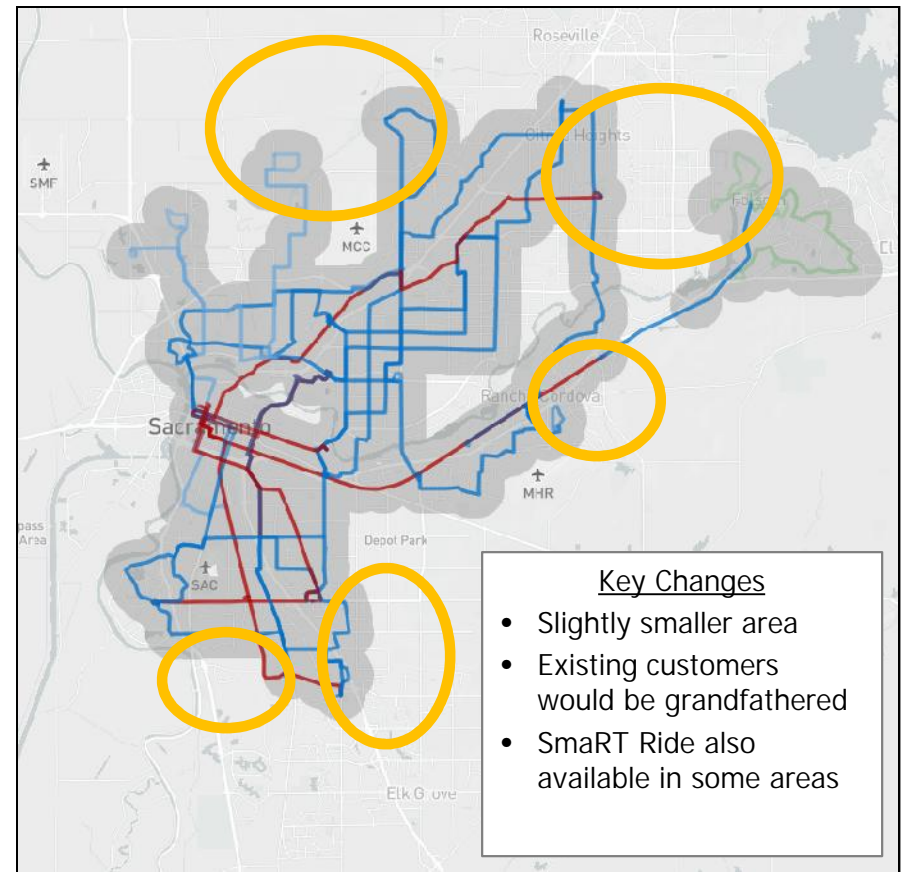 Roseville
Citrus Heights
SMF
Folsom
MCC
El
Rancho Cordova
Sacramento
MHR
pass
Area
Depot Park
SAC
Key Changes
• Slightly smaller area
• Existing customers
would be grandfathered
• SmaRT Ride also
available in some areas
Elk Grove